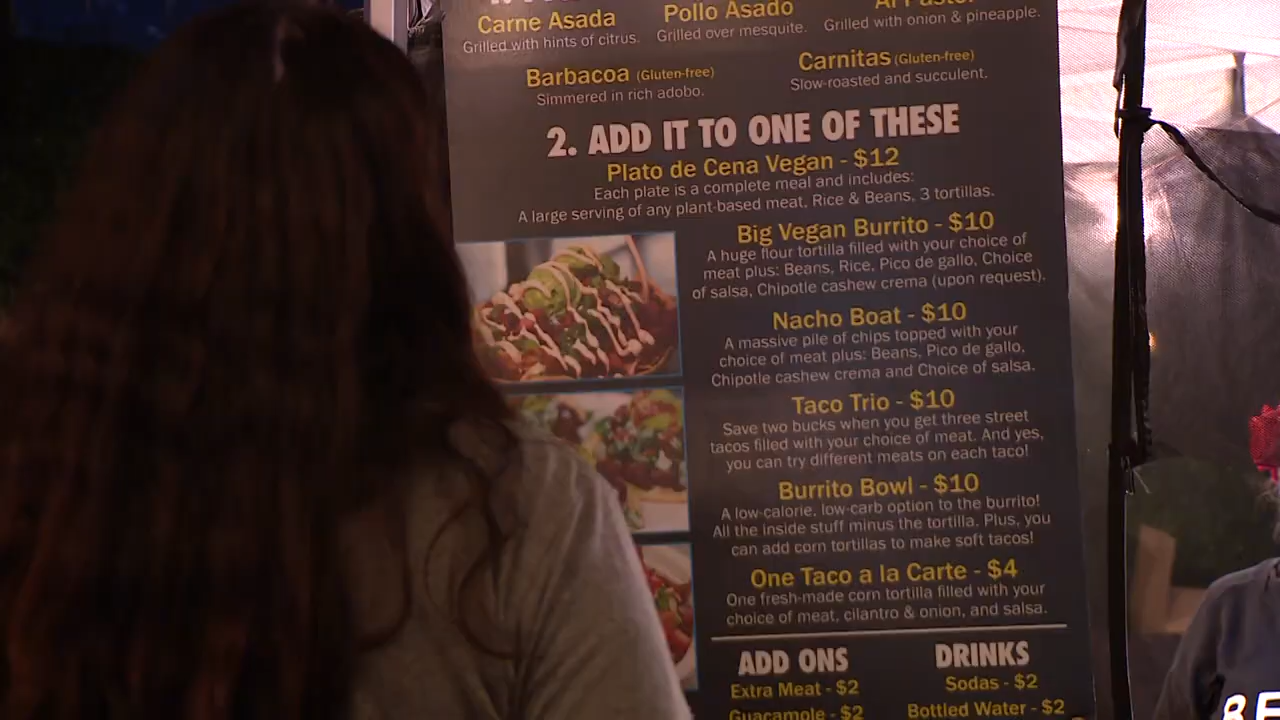 Carne Asada
Grilled with hints of citrus.
Pollo Asado
Grilled over mesquite.
Al Pastor
Grilled with onion & pineapple.
Barbacoa (Gluten-free)
Simmered in rich adobo.
Carnitas (Gluten-free)
Slow-roasted and succulent.
2. ADD IT TO ONE OF THESE
Plato de Cena Vegan - $12
Each plate is a complete meal and includes:
A large serving of any plant-based meat, Rice & Beans, 3 tortillas.
Big Vegan Burrito - $10
A huge flour tortilla filled with your choice of
meat plus: Beans, Rice, Pico de gallo, Choice
of salsa, Chipotle cashew crema (upon request).
Nacho Boat - $10
A massive pile of chips topped with your
choice of meat plus: Beans, Pico de gallo,
Chipotle cashew crema and Choice of salsa.
Taco Trio - $10
Save two bucks when you get three street
tacos filled with your choice of meat. And yes,
you can try different meats on each taco!
Burrito Bowl - $10
A low-calorie, low-carb option to the burrito!
All the inside stuff minus the tortilla. Plus, you
can add corn tortillas to make soft tacos!
One Taco a la Carte - $4
One fresh-made corn tortilla filled with your
choice of meat, cilantro & onion, and salsa.
ADD ONS
Extra Meat - $2
Guacamole - $2
DRINKS
Sodas - $2
Bottled Water - $2